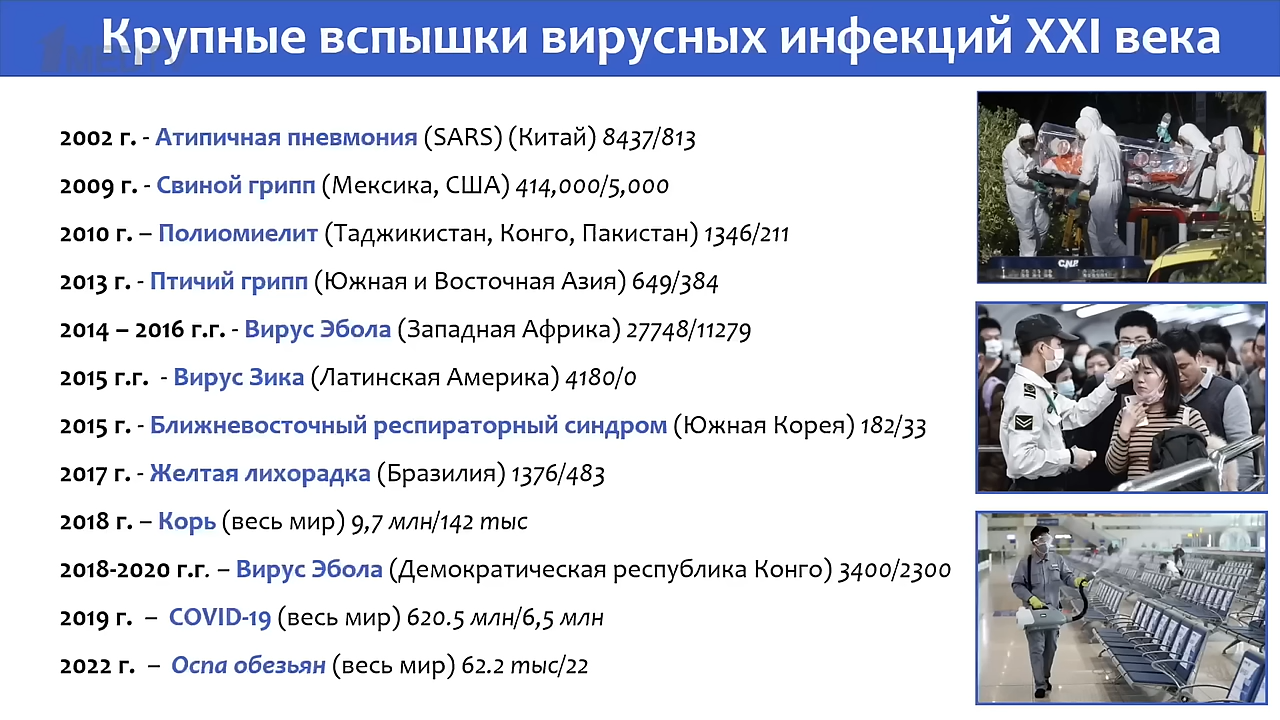 Крупные вспышки вирусных инфекций XXI века
2002 г. - Атипичная пневмония (SARS) (Китай) 8437/813
2009 г. - Свиной грипп (Мексика, США) 414,000/5,000
2010 г. – Полиомиелит (Таджикистан, Конго, Пакистан) 1346/211
2013 г. - Птичий грипп (Южная и Восточная Азия) 649/384
2014 – 2016 г.г. - Вирус Эбола (Западная Африка) 27748/11279
2015 г.г. - Вирус Зика (Латинская Америка) 4180/0
2015 г. - Ближневосточный респираторный синдром (Южная Корея) 182/33
2017 г. - Желтая лихорадка (Бразилия) 1376/483
2018 г. – Корь (весь мир) 9,7 млн/142 тыс
2018-2020 г.г. – Вирус Эбола (Демократическая республика Конго) 3400/2300
2019 г. – COVID-19 (весь мир) 620.5 млн/6,5 млн
2022 г. – Оспа обезьян (весь мир) 62.2 тыс/22